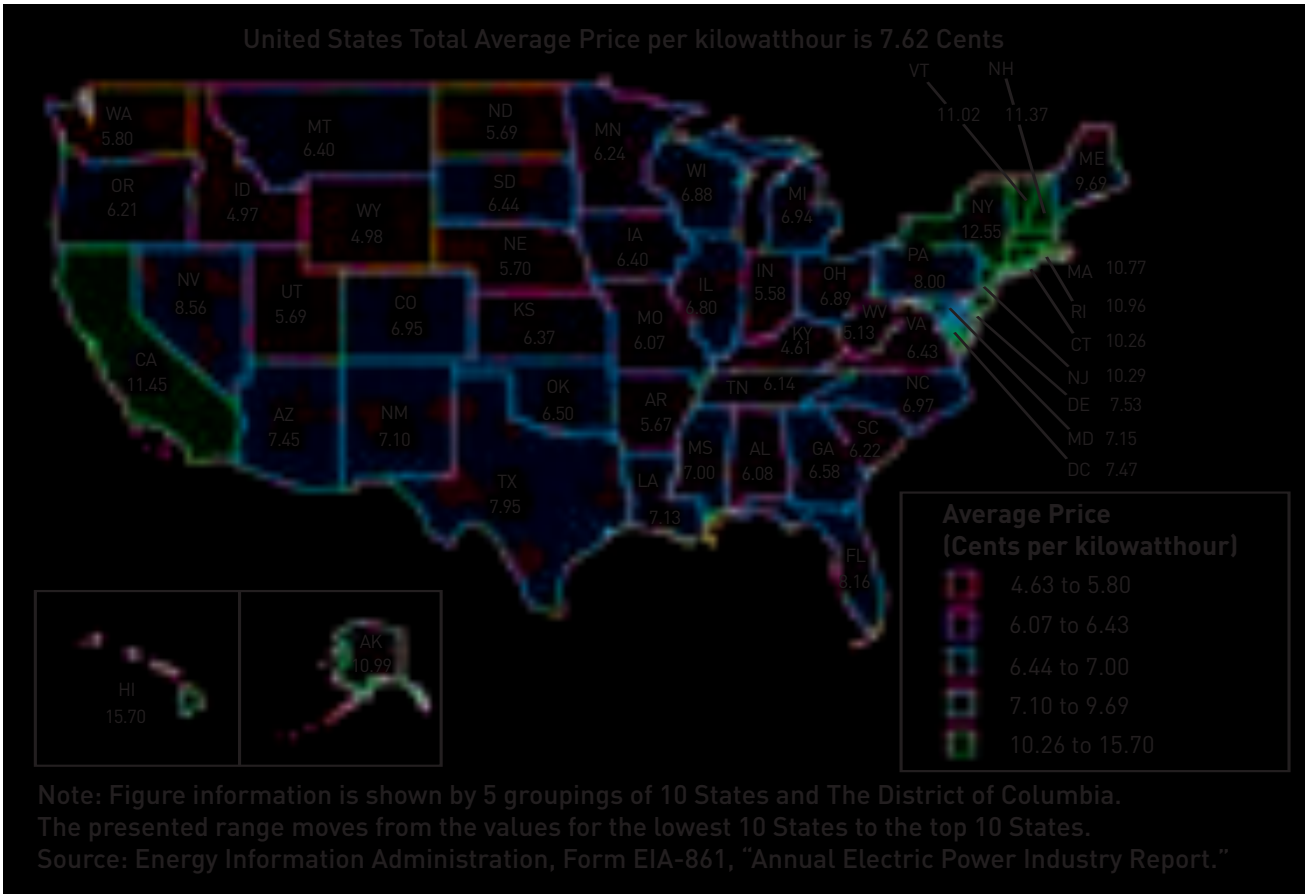 United States Total Average Price per kilowatthour is 7.62 Cents
VT
NH
11.02
11.37
WA
5.80
MT
6.40
ND
5.69
MN
6.24
ME
9.69
OR
6.21
ID
4.97
WY
4.98
SD
6.44
WI
6.88
MI
6.94
NY
12.55
NE
5.70
IA
6.40
NV
8.56
UT
5.69
CO
6.95
KS
6.37
MO
6.07
IL
6.80
IN
5.58
OH
6.89
PA
8.00
WV
5.13
VA
6.43
KY
4.61
MA 10.77
RI 10.96
CT 10.26
NJ 10.29
DE 7.53
MD 7.15
DC 7.47
CA
11.45
AZ
7.45
NM
7.10
OK
6.50
AR
5.67
TN 6.14
NC
6.97
SC
6.22
MS
7.00
AL
6.08
GA
6.58
TX
7.95
LA
7.13
FL
8.16
HI
15.70
AK
10.99
Average Price
(Cents per kilowatthour)
4.63 to 5.80
6.07 to 6.43
6.44 to 7.00
7.10 to 9.69
10.26 to 15.70
Note: Figure information is shown by 5 groupings of 10 States and The District of Columbia.
The presented range moves from the values for the lowest 10 States to the top 10 States.
Source: Energy Information Administration, Form EIA-861, “Annual Electric Power Industry Report.”